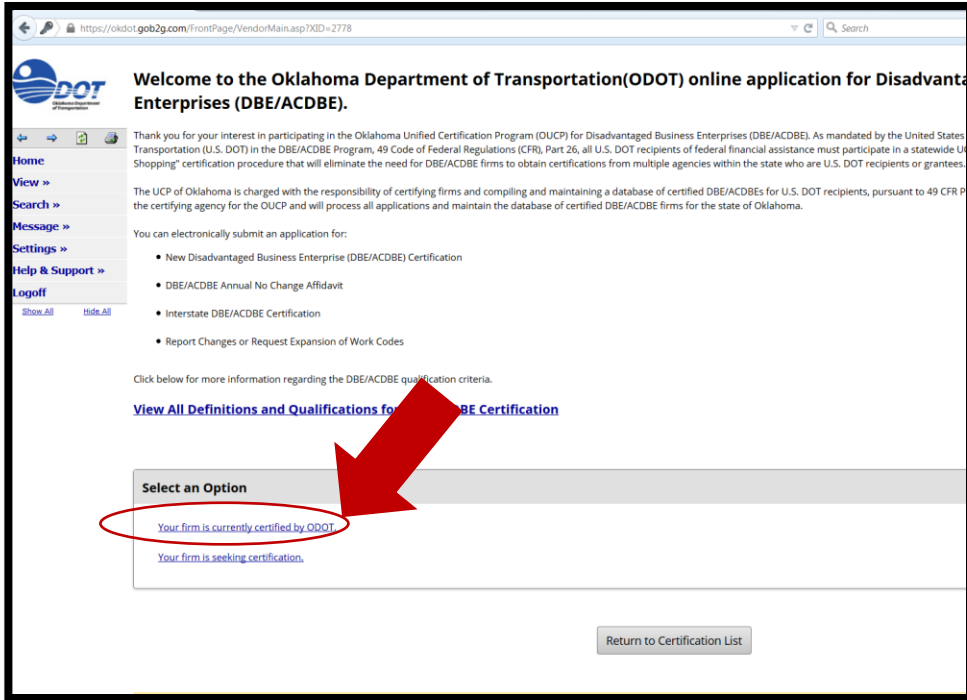 https://okdot.gob2g.com/FrontPage/VendorMain.asp?XID=2778
Search
DOT
Oklahoma Department
of Transportation
Home
View »
Search »
Message »
Settings »
Help & Support »
Logoff
Show All Hide All
Welcome to the Oklahoma Department of Transportation(ODOT) online application for Disadvanta
Enterprises (DBE/ACDBE).
Thank you for your interest in participating in the Oklahoma Unified Certification Program (OUCP) for Disadvantaged Business Enterprises (DBE/ACDBE). As mandated by the United States
Transportation (U.S. DOT) in the DBE/ACDBE Program, 49 Code of Federal Regulations (CFR), Part 26, all U.S. DOT recipients of federal financial assistance must participate in a statewide U
Shopping" certification procedure that will eliminate the need for DBE/ACDBE firms to obtain certifications from multiple agencies within the state who are U.S. DOT recipients or grantees.
The UCP of Oklahoma is charged with the responsibility of certifying firms and compiling and maintaining a database of certified DBE/ACDBEs for U.S. DOT recipients, pursuant to 49 CFR P
the certifying agency for the OUCP and will process all applications and maintain the database of certified DBE/ACDBE firms for the state of Oklahoma.
You can electronically submit an application for:
• New Disadvantaged Business Enterprise (DBE/ACDBE) Certification
• DBE/ACDBE Annual No Change Affidavit
• Interstate DBE/ACDBE Certification
• Report Changes or Request Expansion of Work Codes
Click below for more information regarding the DBE/ACDBE qualification criteria.
View All Definitions and Qualifications fo BE Certification
Select an Option
Your firm is currently certified by ODOT.
Your firm is seeking certification.
Return to Certification List